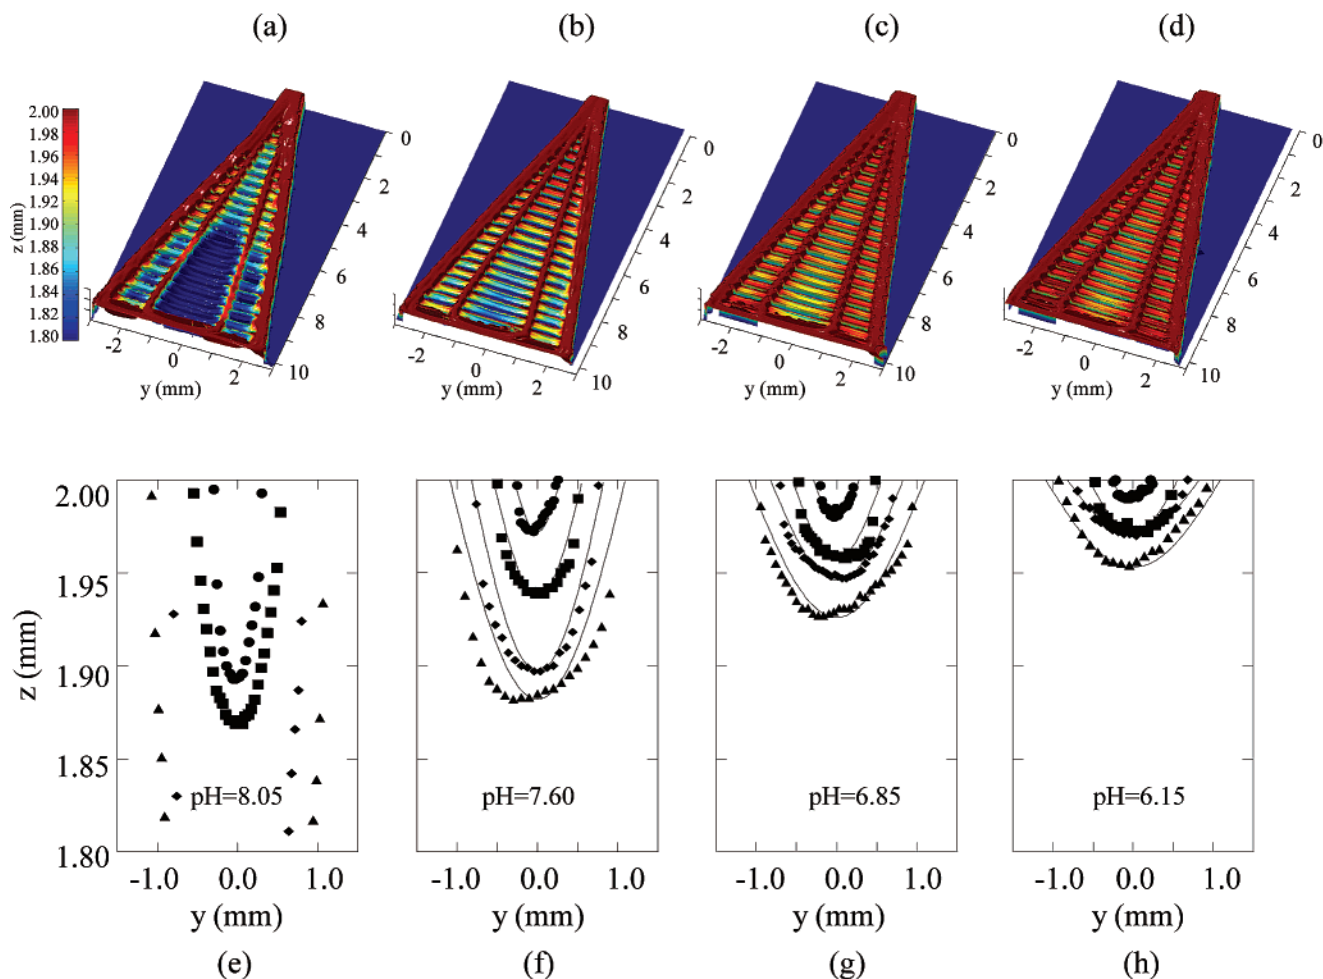 (a) (b) (c) (d)
2.00
1.98
1.96
1.94
1.92
1.90
1.88
1.86
1.84
1.82
1.80
z (mm)
0 2 4 6 8 10
-2 0 2
y (mm)
0 2 4 6 8 10
-2 0 2
y (mm)
0 2 4 6 8 10
-2 0 2
y (mm)
0 2 4 6 8 10
-2 0 2
y (mm)
2.00
1.95
1.90
1.85
1.80
z (mm)
pH=8.05 pH=7.60 pH=6.85 pH=6.15
-1.0 0.0 1.0 -1.0 0.0 1.0 -1.0 0.0 1.0 -1.0 0.0 1.0
y (mm) y (mm) y (mm) y (mm)
(e) (f) (g) (h)